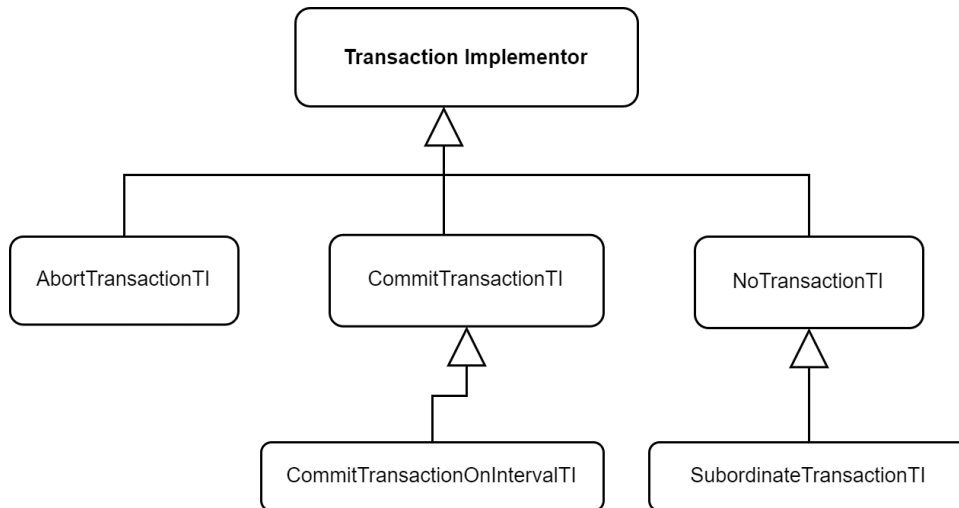 Transaction Implementor
AbortTransactionTI
CommitTransactionTI
NoTransactionTI
CommitTransactionOnIntervalTI
SubordinateTransactionTI